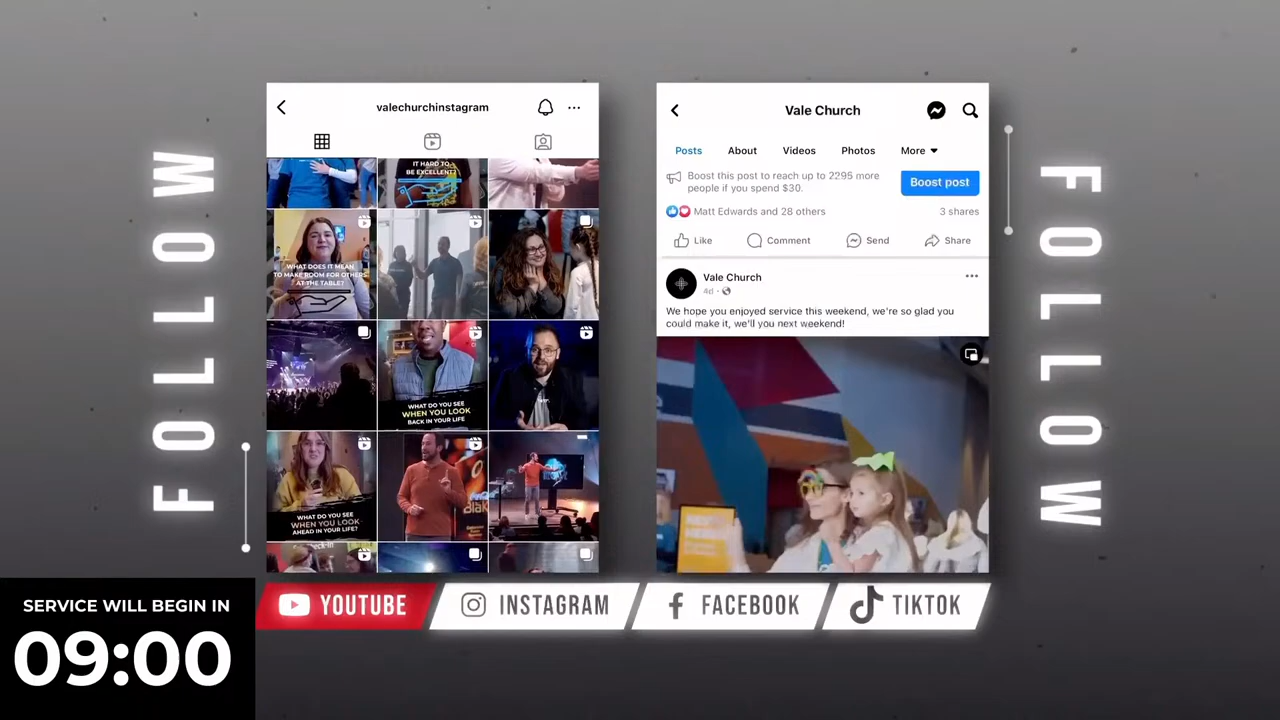 FOLLOW
valechurchinstagram
IT HARD TO
BE EXCELLENT?
WHAT DOES IT MEAN
TO MAKE ROOM FOR OTHERS
AT THE TABLE?
WHAT DO YOU SEE
WHEN YOU LOOK
BACK IN YOUR LIFE
WHAT DO YOU SEE
WHEN YOU LOOK
AHEAD IN YOUR LIFE?
Vale Church
Posts About Videos Photos More
Boost this post to reach up to 2295 more
people if you spend $30.
Boost post
Matt Edwards and 28 others 3 shares
Like Comment Send Share
Vale Church
4d
We hope you enjoyed service this weekend, we're so glad you
could make it, we'll you next weekend!
FOLLOW
YOUTUBE INSTAGRAM FACEBOOK TIKTOK
SERVICE WILL BEGIN IN
09:00